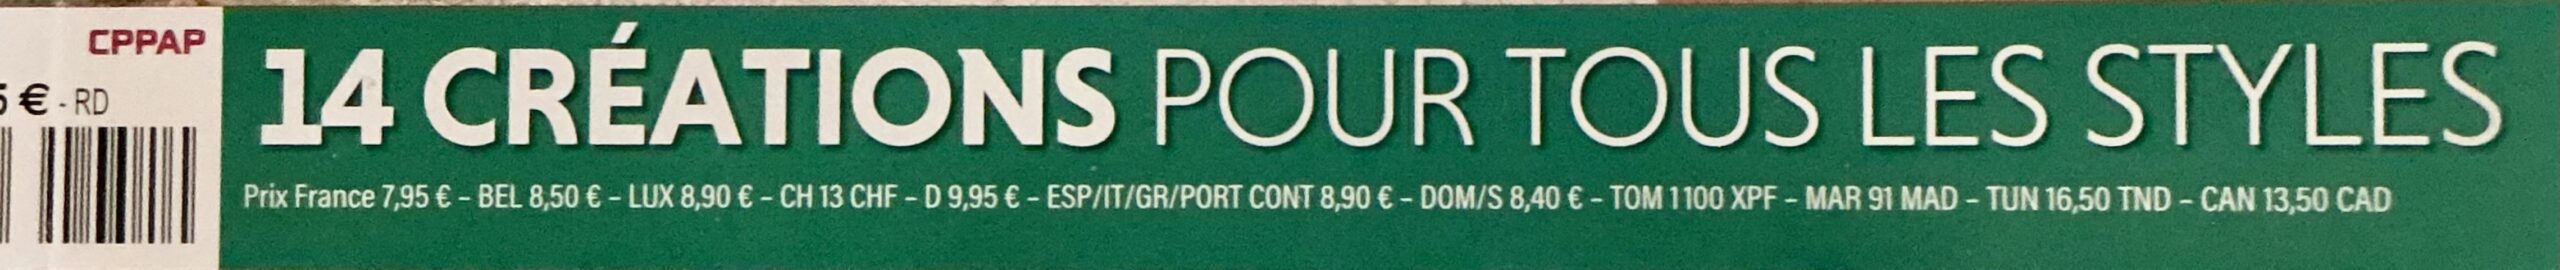 CPPAP
€ - RD
14 CRÉATIONS POUR TOUS LES STYLES
Prix France 7,95 € – BEL 8,50 € – LUX 8,90 € – CH 13 CHF – D 9,95 € – ESP/IT/GR/PORT CONT 8,90 € – DOM/S 8,40 € – TOM 1100 XPF – MAR 91 MAD – TUN 16,50 TND – CAN 13,50 CAD